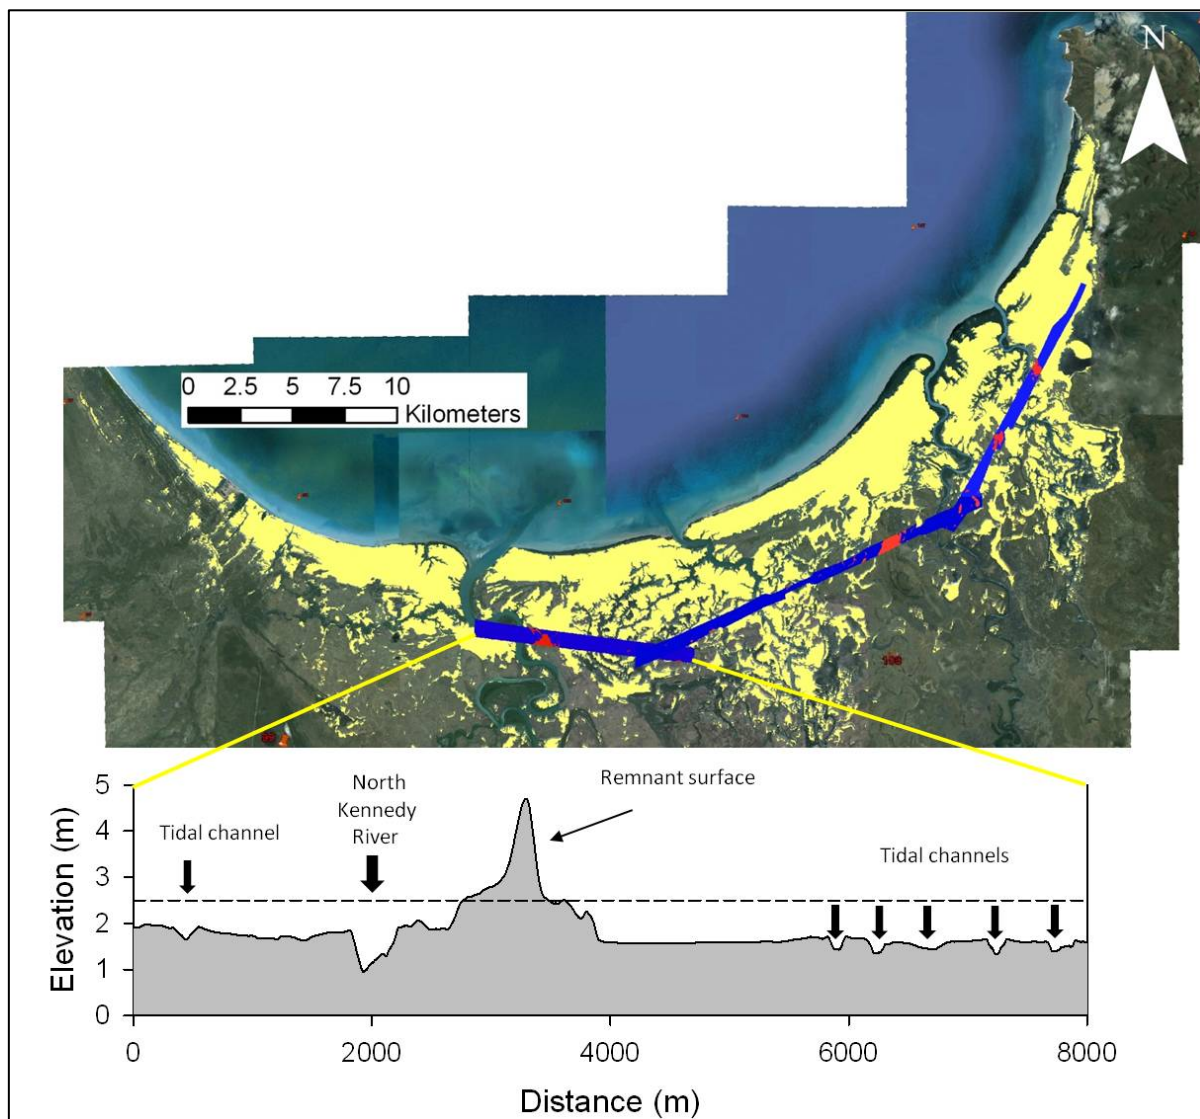 N
0 2.5 5 7.5 10
Kilometers
Remnant surface
North
Kennedy
River
Tidal channel
Tidal channels
5
4
3
2
1
0
Elevation (m)
0 2000 4000 6000 8000
Distance (m)